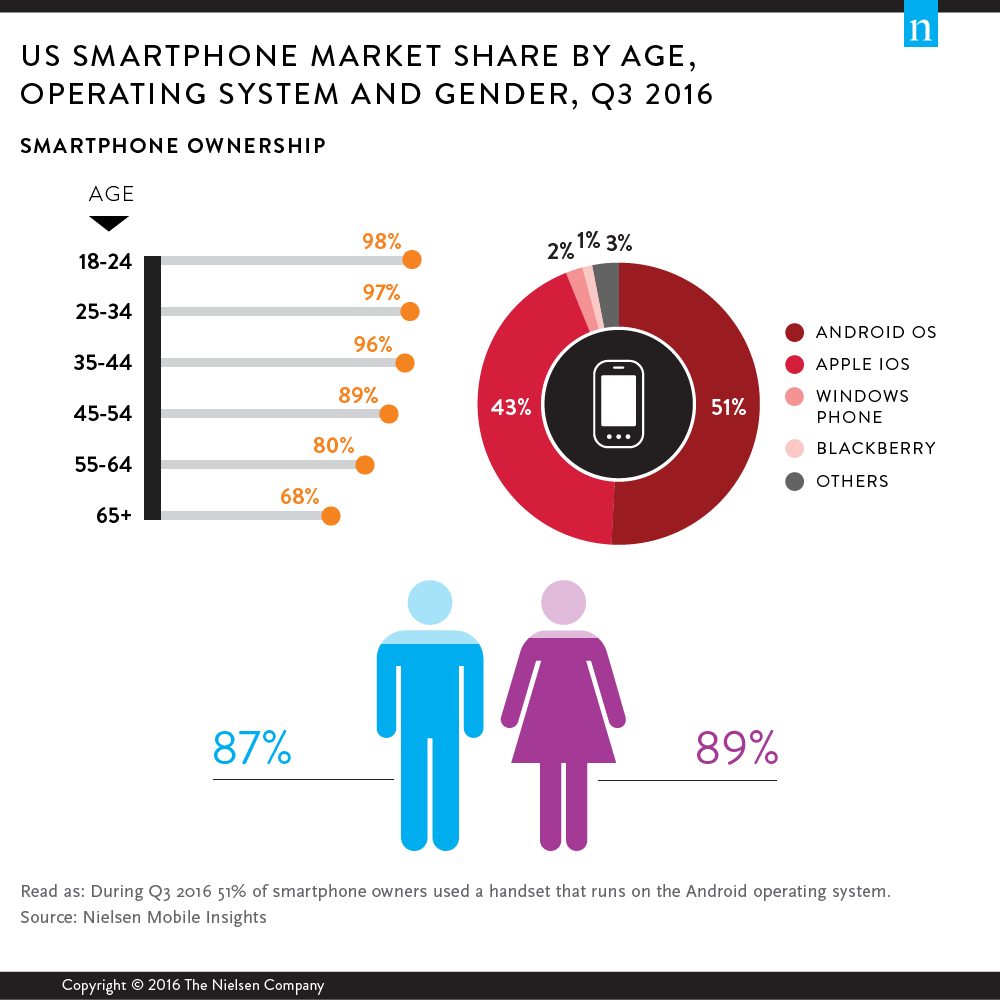 n
US SMARTPHONE MARKET SHARE BY AGE,
OPERATING SYSTEM AND GENDER, Q3 2016
SMARTPHONE OWNERSHIP
AGE
18-24
98%
25-34
97%
35-44
96%
45-54
89%
55-64
80%
65+
68%
2%
1%
3%
43%
51%
ANDROID OS
APPLE IOS
WINDOWS
PHONE
BLACKBERRY
OTHERS
87%
89%
Read as: During Q3 2016 51% of smartphone owners used a handset that runs on the Android operating system.
Source: Nielsen Mobile Insights
Copyright © 2016 The Nielsen Company